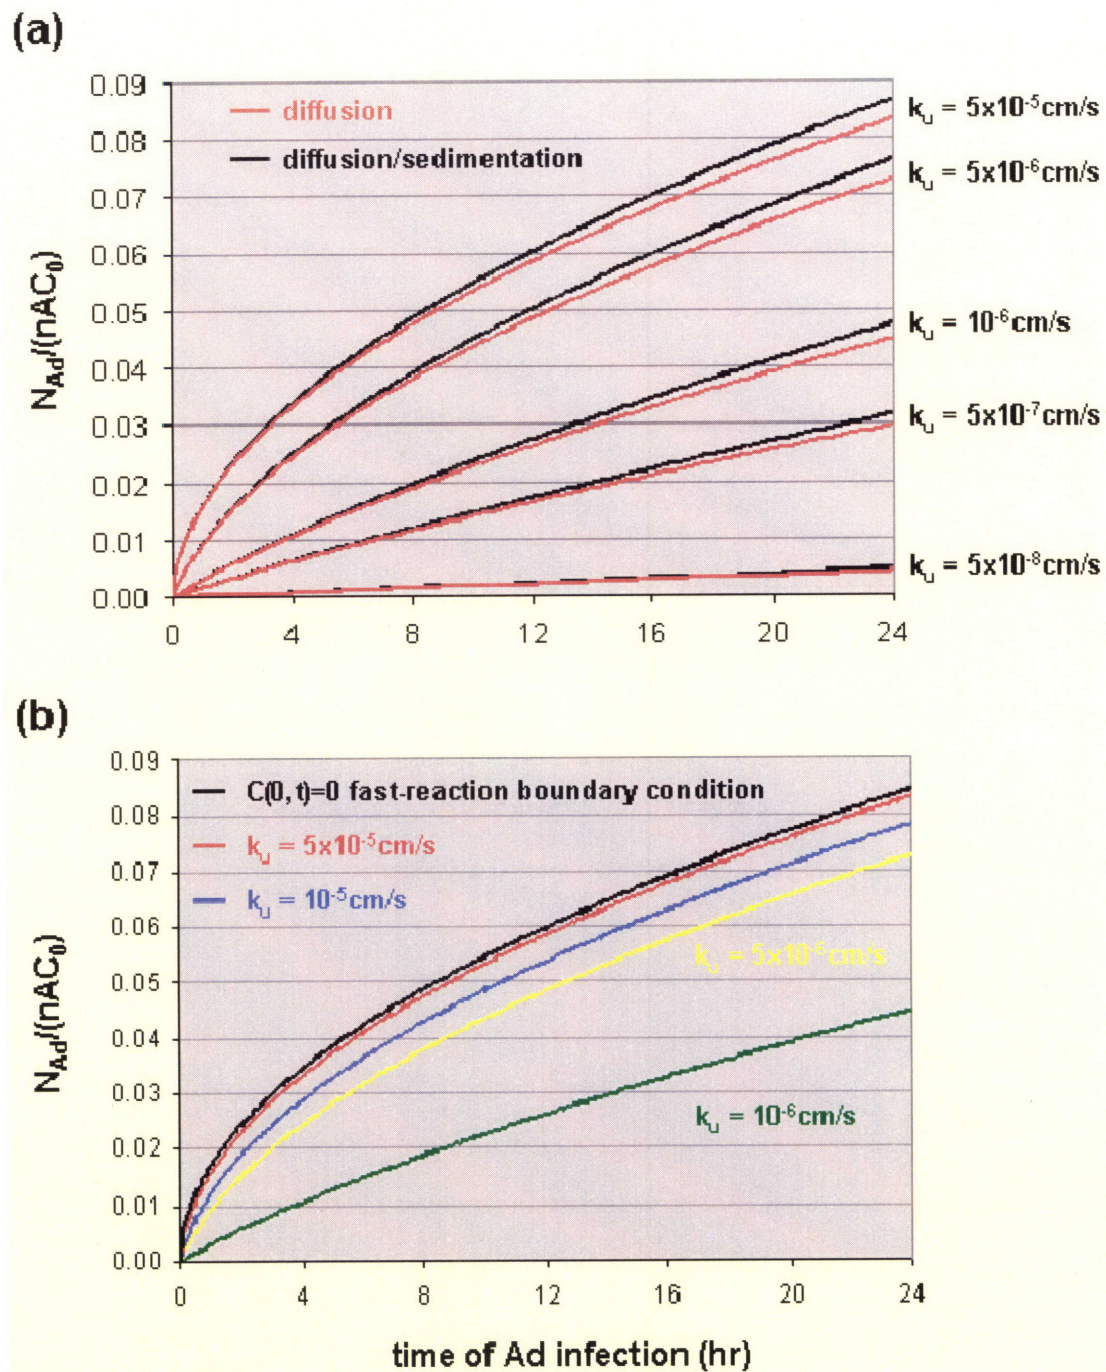 (a)
0.09
0.08
0.07
0.06
0.05
0.04
0.03
0.02
0.01
0.00
N_Ad/(nAC_0)
diffusion
diffusion/sedimentation
k_u = 5x10^-5cm/s
k_u = 5x10^-6cm/s
k_u = 10^-6cm/s
k_u = 5x10^-7cm/s
k_u = 5x10^-8cm/s
0 4 8 12 16 20 24
(b)
0.09
0.08
0.07
0.06
0.05
0.04
0.03
0.02
0.01
0.00
N_Ad/(nAC_0)
C(0,t)=0 fast-reaction boundary condition
k_u = 5x10^-5cm/s
k_u = 10^-5cm/s
k_u = 5x10^-6cm/s
k_u = 10^-6cm/s
0 4 8 12 16 20 24
time of Ad infection (hr)